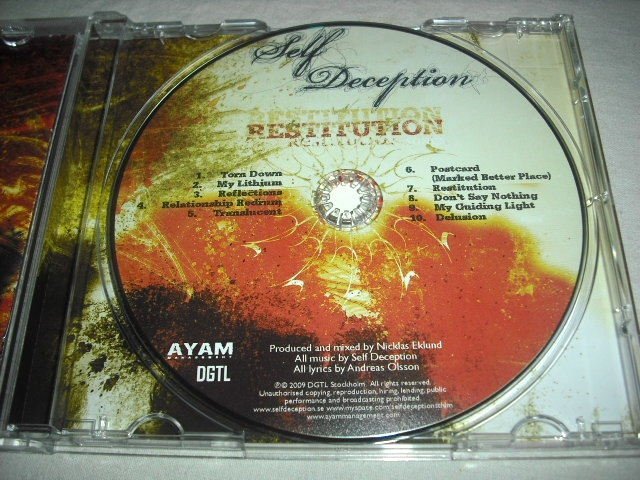 Self
Deception
RESTITUTION
1. Torn Down
2. My Lithium
3. Reflections
4. Relationship Redrum
5. Translucent
6. Postcard
(Marked Better Place)
7. Restitution
8. Don't Say Nothing
9. My Guiding Light
10. Delusion
AYAM
DGTL
Produced and mixed by Nicklas Eklund
All music by Self Deception
All lyrics by Andreas Olsson
℗ © 2009 DGTL Stockholm. All rights reserved.
Unauthorised copying, reproduction, hiring, lending, public
performance and broadcasting prohibited.
www.selfdeception.se www.myspace.com/selfdeceptionsthlm
www.ayammanagement.com